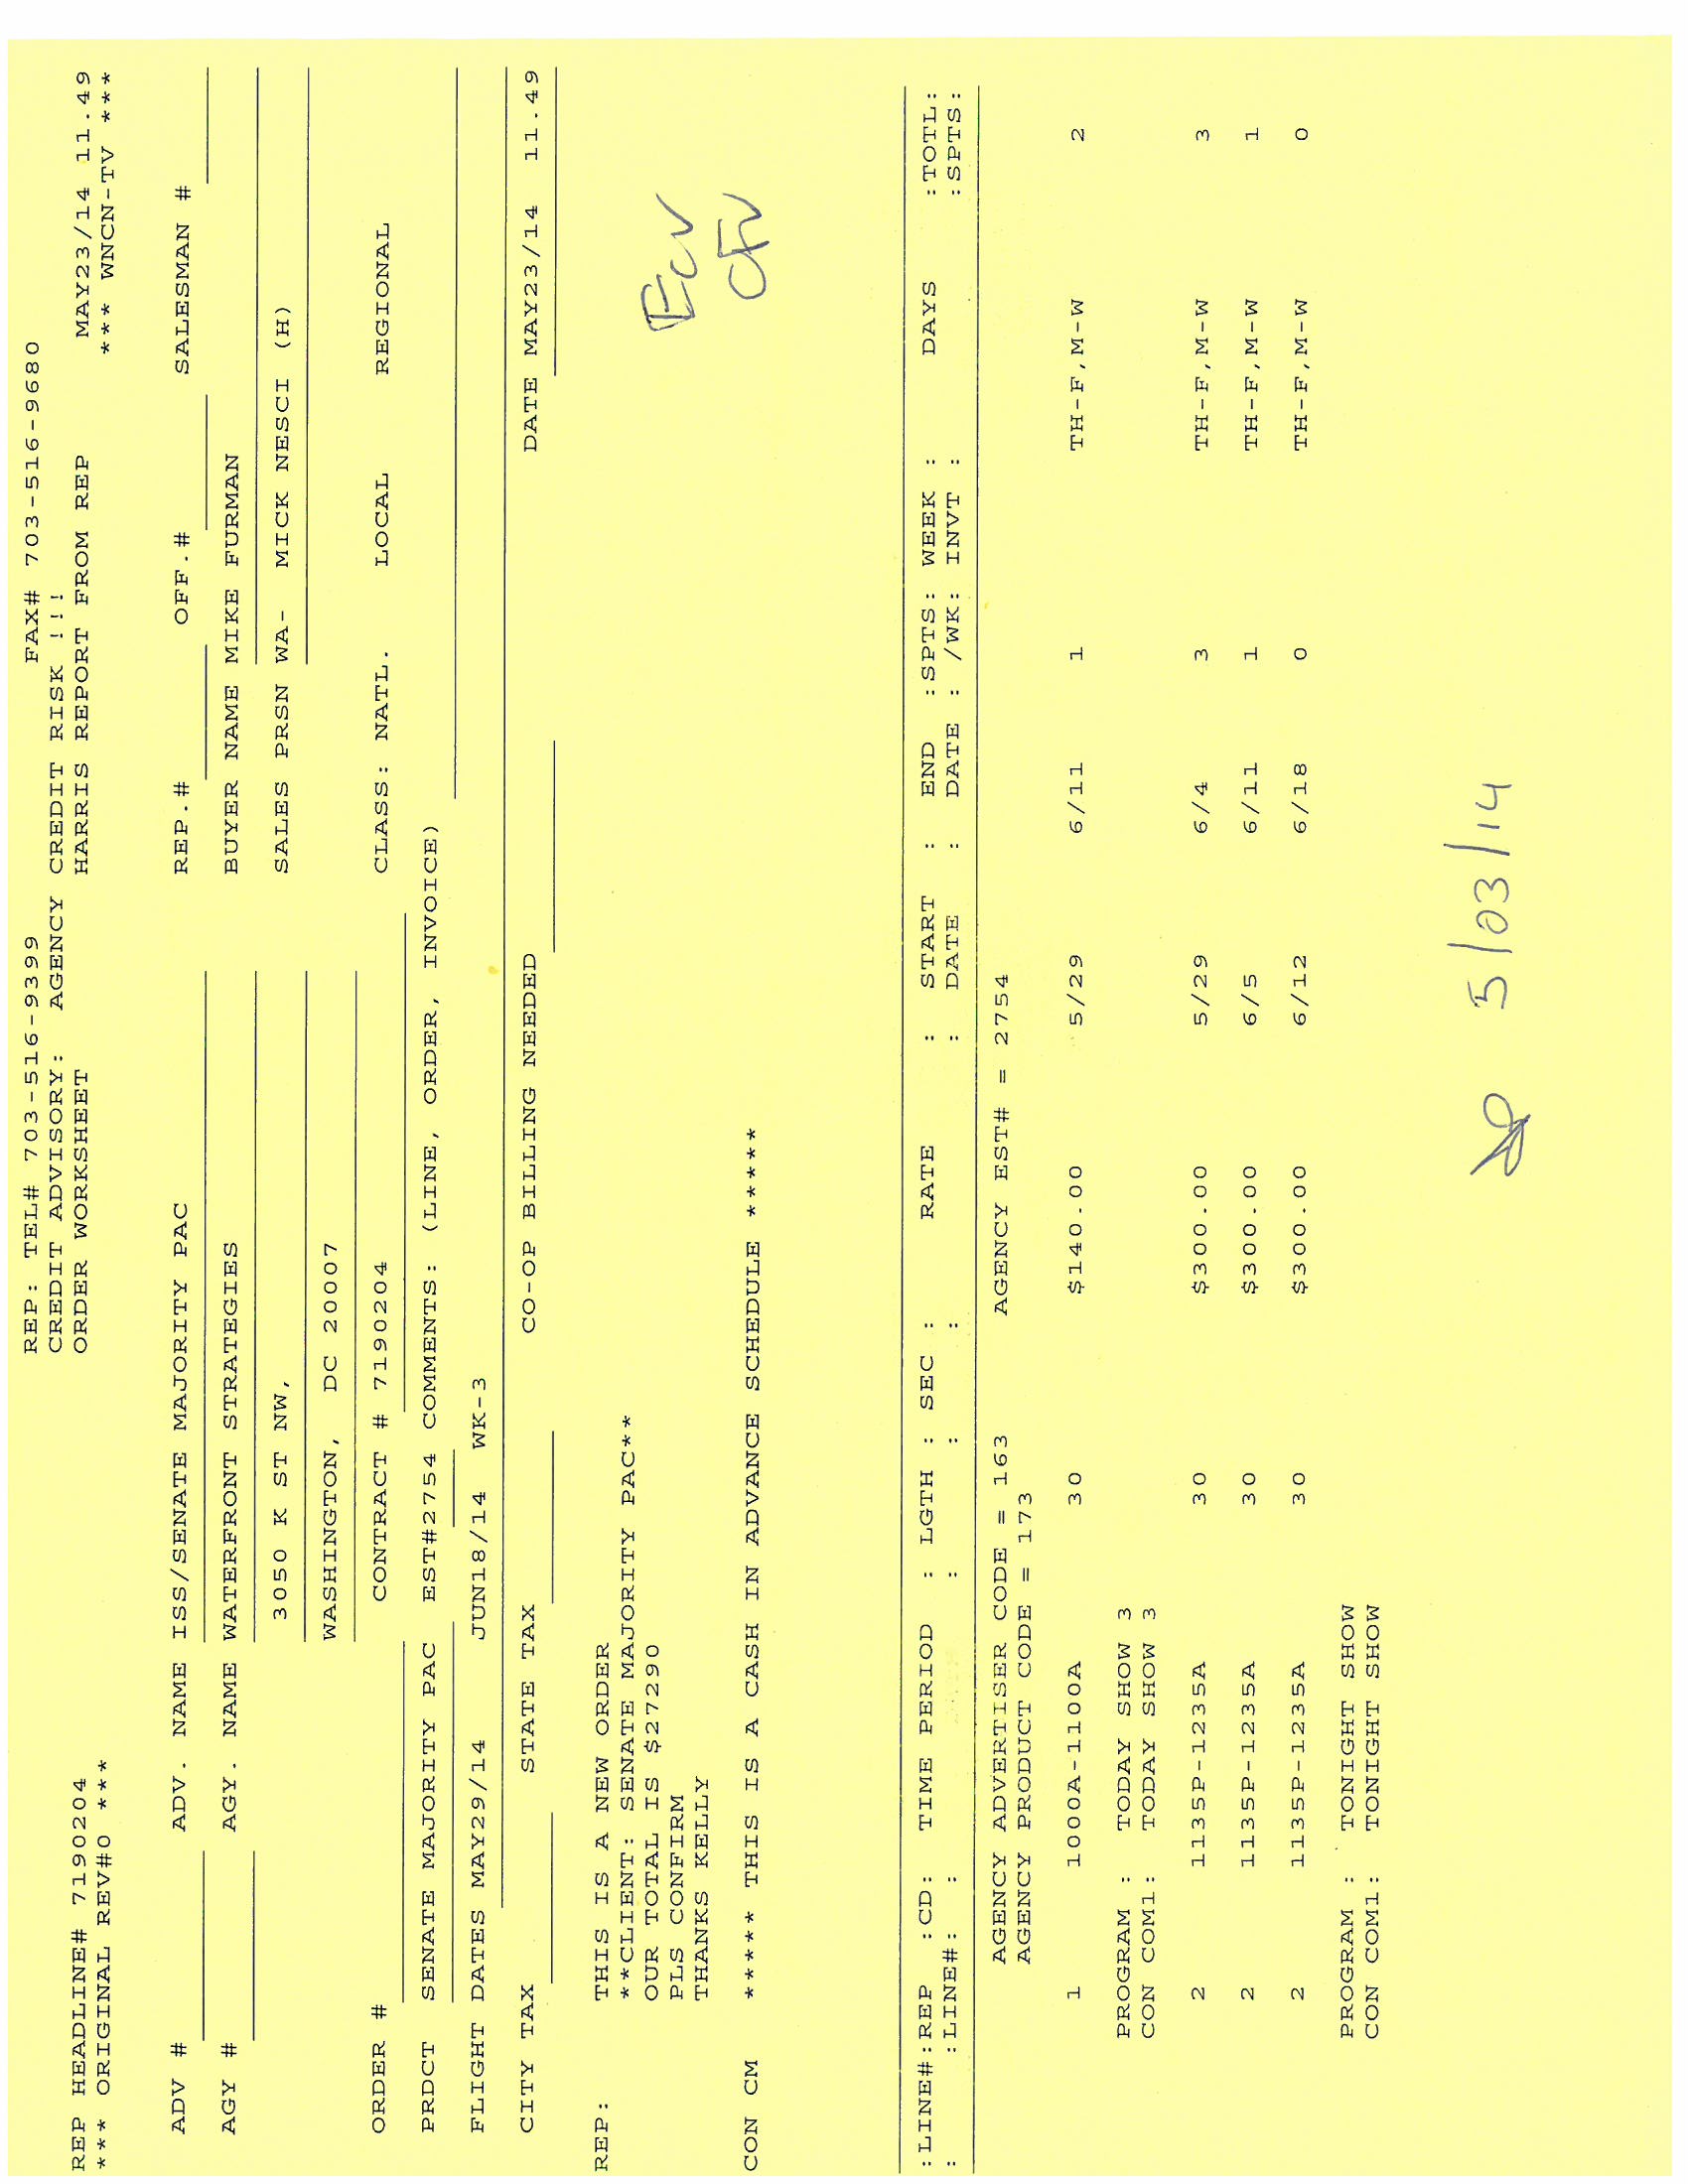 REP: TEL# 703-516-9399 FAX# 703-516-9680
CREDIT ADVISORY: AGENCY CREDIT RISK !!!
REP HEADLINE# 7190204 ORDER WORKSHEET HARRIS REPORT FROM REP MAY23/14 11.49
*** ORIGINAL REV#0 *** *** WNCN-TV ***
ADV # ADV. NAME ISS/SENATE MAJORITY PAC REP.# OFF.# SALESMAN #
AGY # AGY. NAME WATERFRONT STRATEGIES BUYER NAME MIKE FURMAN
3050 K ST NW, SALES PRSN WA- MICK NESCI (H)
WASHINGTON, DC 20007
ORDER # CONTRACT # 7190204 CLASS: NATL. LOCAL REGIONAL
PRDCT SENATE MAJORITY PAC EST#2754 COMMENTS: (LINE, ORDER, INVOICE)
FLIGHT DATES MAY29/14 JUN18/14 WK-3
CITY TAX STATE TAX CO-OP BILLING NEEDED DATE MAY23/14 11.49
REP: THIS IS A NEW ORDER
**CLIENT: SENATE MAJORITY PAC**
OUR TOTAL IS $27290
PLS CONFIRM
THANKS KELLY
CON CM ***** THIS IS A CASH IN ADVANCE SCHEDULE *****
:LINE#:REP :CD: TIME PERIOD : LGTH : SEC : RATE : START : END :SPTS: WEEK : DAYS :TOTL:
: :LINE#: : : : : DATE : DATE : /WK: INVT : :SPTS:
AGENCY ADVERTISER CODE = 163 AGENCY EST# = 2754
AGENCY PRODUCT CODE = 173
1 1000A-1100A 30 $140.00 5/29 6/11 1 TH-F,M-W 2
PROGRAM : TODAY SHOW 3
CON COM1: TODAY SHOW 3
2 1135P-1235A 30 $300.00 5/29 6/4 3 TH-F,M-W 3
2 1135P-1235A 30 $300.00 6/5 6/11 1 TH-F,M-W 1
2 1135P-1235A 30 $300.00 6/12 6/18 0 TH-F,M-W 0
PROGRAM : TONIGHT SHOW
CON COM1: TONIGHT SHOW
5/03/14